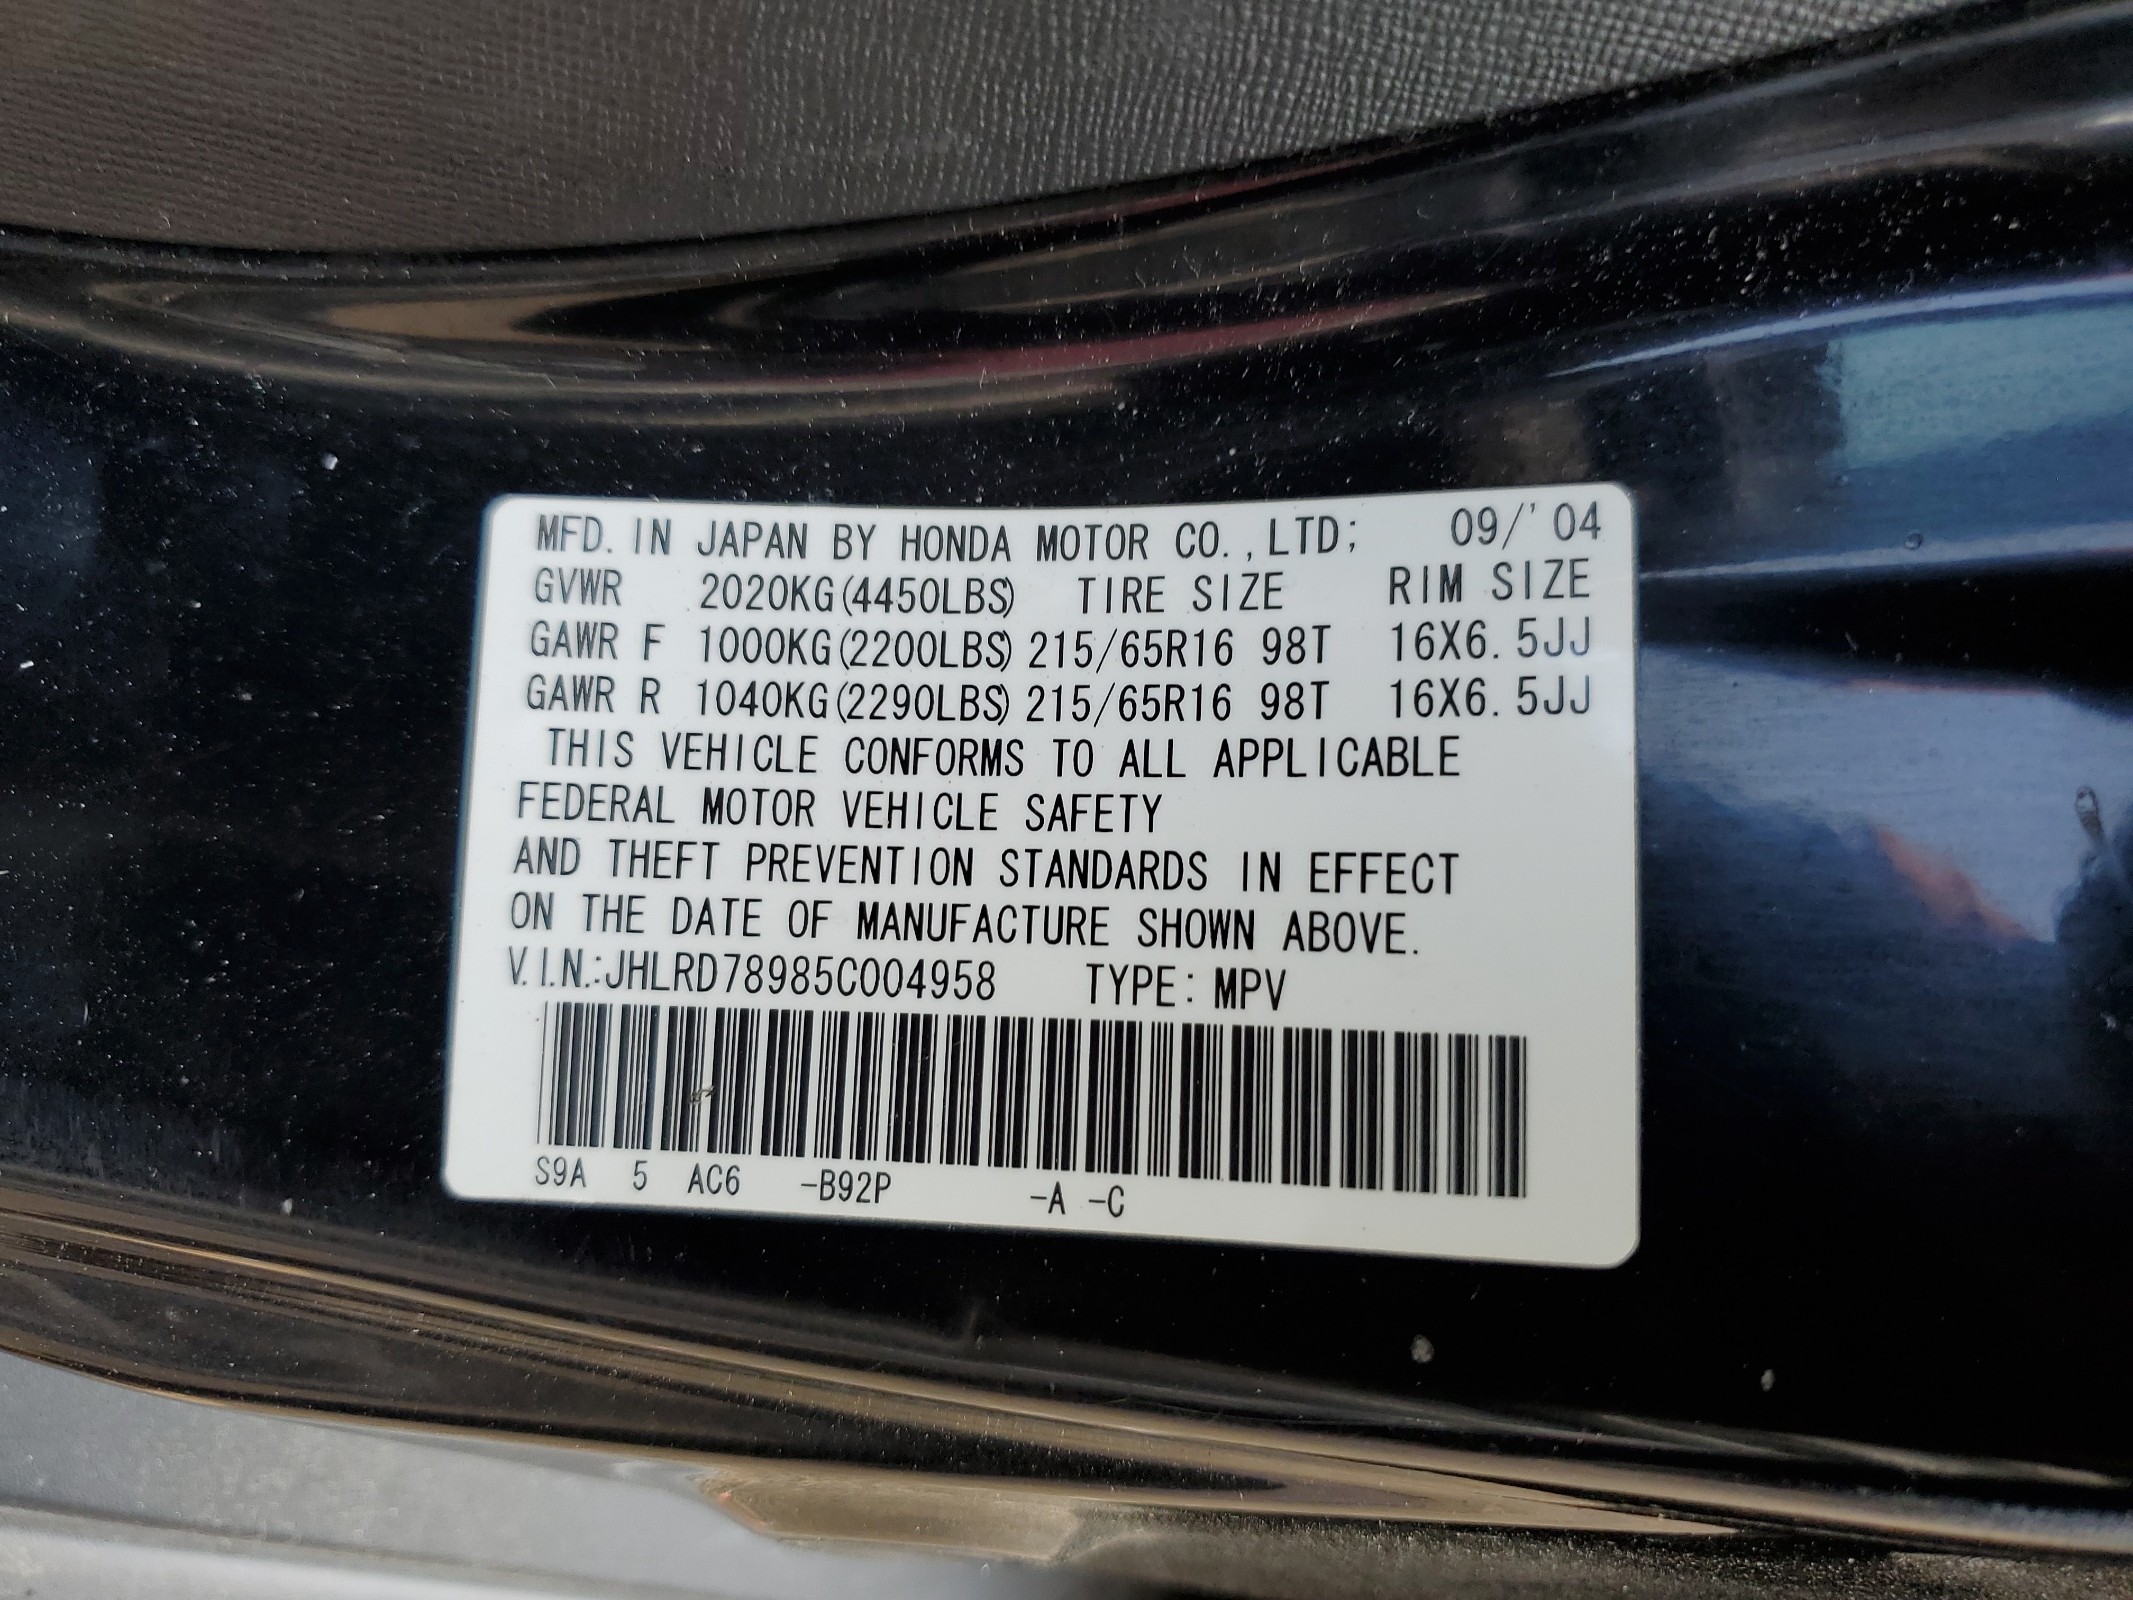 MFD. IN JAPAN BY HONDA MOTOR CO., LTD; 09/'04
GVWR 2020KG(4450LBS) TIRE SIZE RIM SIZE
GAWR F 1000KG(2200LBS) 215/65R16 98T 16X6.5JJ
GAWR R 1040KG(2290LBS) 215/65R16 98T 16X6.5JJ
THIS VEHICLE CONFORMS TO ALL APPLICABLE
FEDERAL MOTOR VEHICLE SAFETY
AND THEFT PREVENTION STANDARDS IN EFFECT
ON THE DATE OF MANUFACTURE SHOWN ABOVE.
V.I.N.:JHLRD78985C004958 TYPE: MPV
S9A 5 AC6 -B92P -A -C